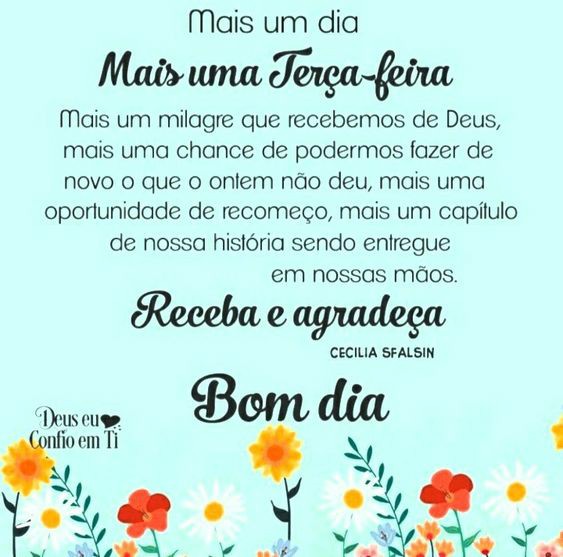 Mais um dia
Mais uma Terça-feira
Mais um milagre que recebemos de Deus,
mais uma chance de podermos fazer de
novo o que o ontem não deu, mais uma
oportunidade de recomeço, mais um capítulo
de nossa história sendo entregue
em nossas mãos.
Receba e agradeça
CECILIA SFALSIN
Bom dia
Deus eu
Confio em Ti